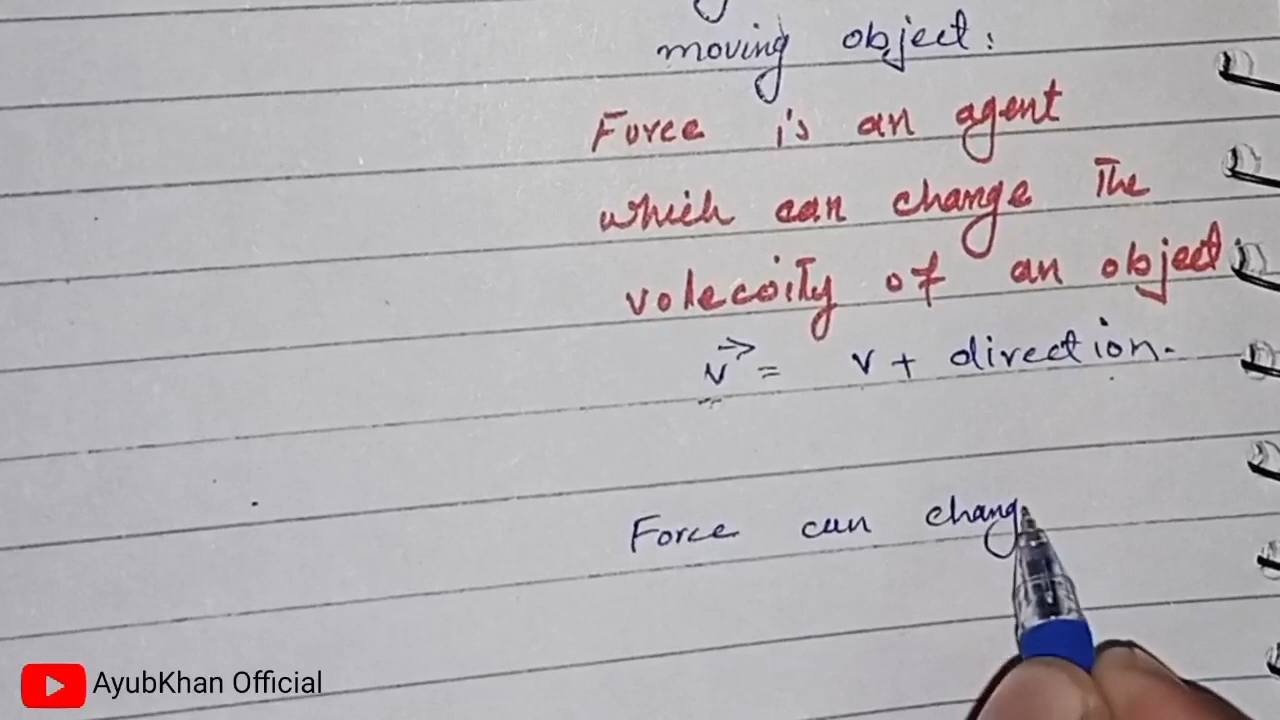 moving object:
Force is an agent
which can change The
volecoity of an object:
v→ = v + direction.
Force can chang
AyubKhan Official